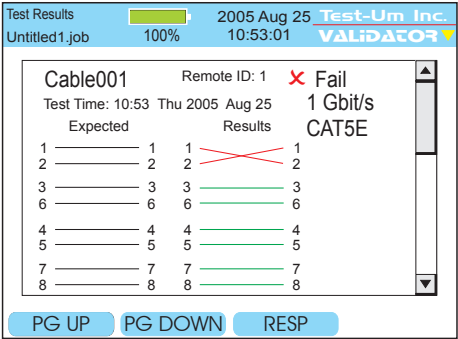 Test Results 2005 Aug 25 Test-Um Inc.
Untitled1.job 100% 10:53:01 VALiDATOR
Cable001 Remote ID: 1 ✗ Fail
Test Time: 10:53 Thu 2005 Aug 25 1 Gbit/s
Expected Results CAT5E
1 1 1 1
2 2 2 2
3 3 3 3
6 6 6 6
4 4 4 4
5 5 5 5
7 7 7 7
8 8 8 8
PG UP PG DOWN RESP